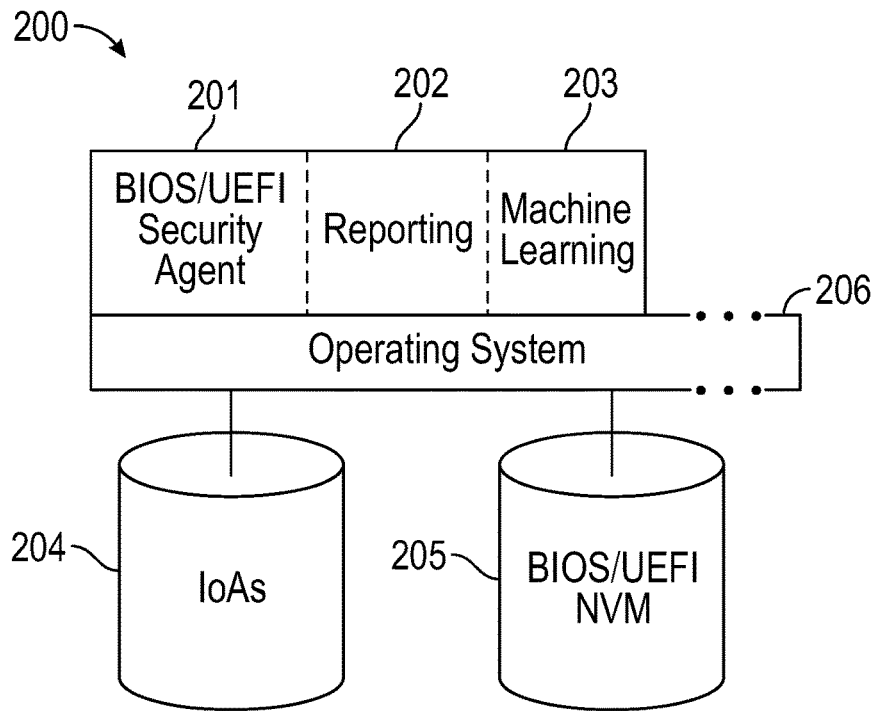 200
201
202
203
BIOS/UEFI
Security
Agent
Reporting
Machine
Learning
206
Operating System
204
IoAs
205
BIOS/UEFI
NVM